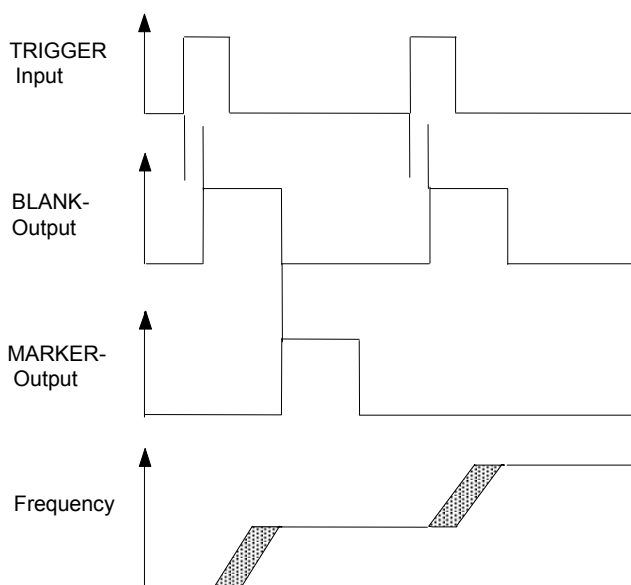 TRIGGER
Input
BLANK-
Output
MARKER-
Output
Frequency